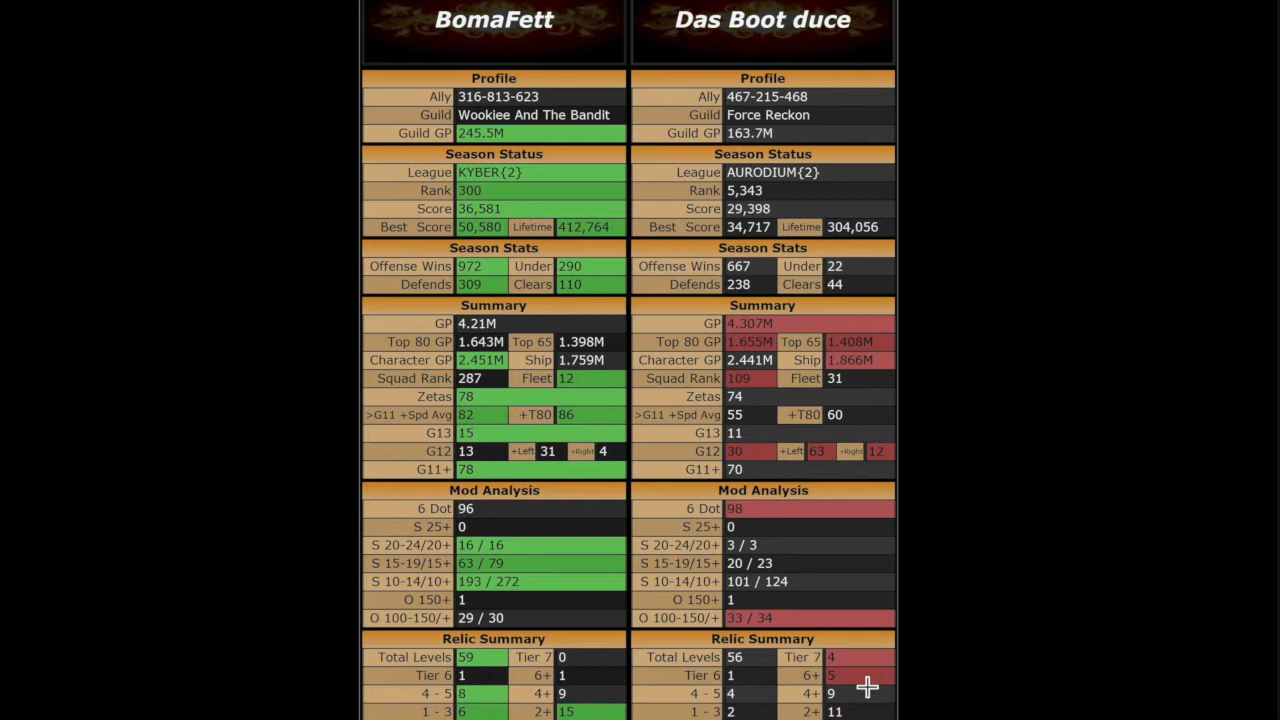 BomaFett
Profile
Ally 316-813-623
Guild Wookiee And The Bandit
Guild GP 245.5M
Season Status
League KYBER{2}
Rank 300
Score 36,581
Best Score 50,580 Lifetime 412,764
Season Stats
Offense Wins 972 Under 290
Defends 309 Clears 110
Summary
GP 4.21M
Top 80 GP 1.643M Top 65 1.398M
Character GP 2.451M Ship 1.759M
Squad Rank 287 Fleet 12
Zetas 78
>G11 +Spd Avg 82 +T80 86
G13 15
G12 13 +Left 31 +Right 4
G11+ 78
Mod Analysis
6 Dot 96
S 25+ 0
S 20-24/20+ 16 / 16
S 15-19/15+ 63 / 79
S 10-14/10+ 193 / 272
O 150+ 1
O 100-150/+ 29 / 30
Relic Summary
Total Levels 59 Tier 7 0
Tier 6 1 6+ 1
4 - 5 8 4+ 9
1 - 3 6 2+ 15
Das Boot duce
Profile
Ally 467-215-468
Guild Force Reckon
Guild GP 163.7M
Season Status
League AURODIUM{2}
Rank 5,343
Score 29,398
Best Score 34,717 Lifetime 304,056
Season Stats
Offense Wins 667 Under 22
Defends 238 Clears 44
Summary
GP 4.307M
Top 80 GP 1.655M Top 65 1.408M
Character GP 2.441M Ship 1.866M
Squad Rank 109 Fleet 31
Zetas 74
>G11 +Spd Avg 55 +T80 60
G13 11
G12 30 +Left 63 +Right 12
G11+ 70
Mod Analysis
6 Dot 98
S 25+ 0
S 20-24/20+ 3 / 3
S 15-19/15+ 20 / 23
S 10-14/10+ 101 / 124
O 150+ 1
O 100-150/+ 33 / 34
Relic Summary
Total Levels 56 Tier 7 4
Tier 6 1 6+ 5
4 - 5 4 4+ 9
1 - 3 2 2+ 11